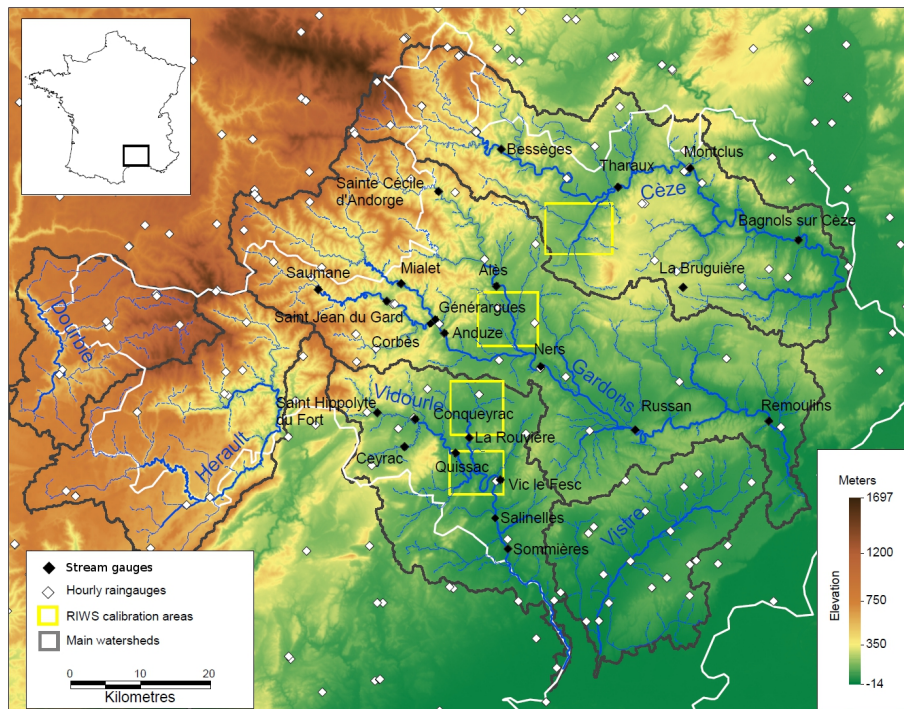 Bessèges
Montclus
Tharaux
Sainte Cécile
d'Andorge
Cèze
Bagnols sur Cèze
Saumane
Mialet
Alès
La Bruguière
Dourbie
Saint Jean du Gard
Générargues
Corbès
Anduze
Ners
Gardons
Vidourle
Saint Hippolyte
du Fort
Conqueyrac
Russan
Remoulins
La Rouvière
Herault
Ceyrac
Quissac
Vic le Fesc
Salinelles
Vistre
Sommières
Stream gauges
Hourly raingauges
RIWS calibration areas
Main watersheds
0 10 20
Kilometres
Meters
1697
1200
750
350
-14
Elevation